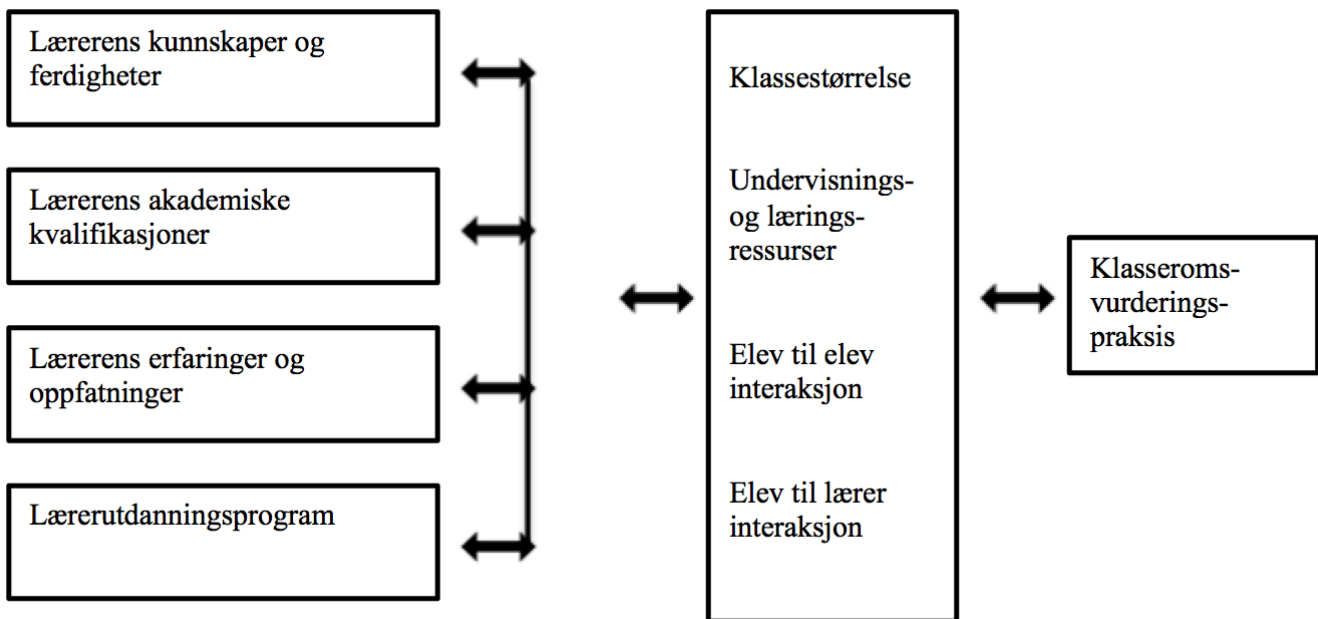 Lærerens kunnskaper og
ferdigheter
Lærerens akademiske
kvalifikasjoner
Lærerens erfaringer og
oppfatninger
Lærerutdanningsprogram
Klassestørrelse
Undervisnings-
og lærings-
ressurser
Elev til elev
interaksjon
Elev til lærer
interaksjon
Klasseroms-
vurderings-
praksis